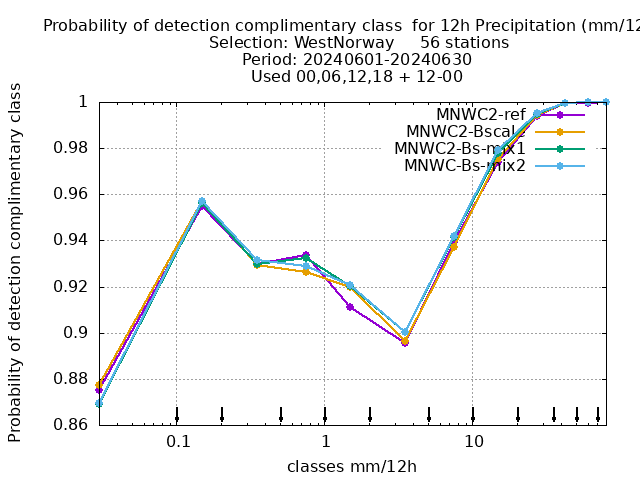 Probability of detection complimentary class  for 12h Precipitation (mm/12
Selection: WestNorway     56 stations
Period: 20240601-20240630
Used 00,06,12,18 + 12-00
Probability of detection complimentary class
1
0.98
0.96
0.94
0.92
0.9
0.88
0.86
MNWC2-ref
MNWC2-Bscale
MNWC2-Bs-mix1
MNWC-Bs-mix2
0.1
1
10
classes mm/12h